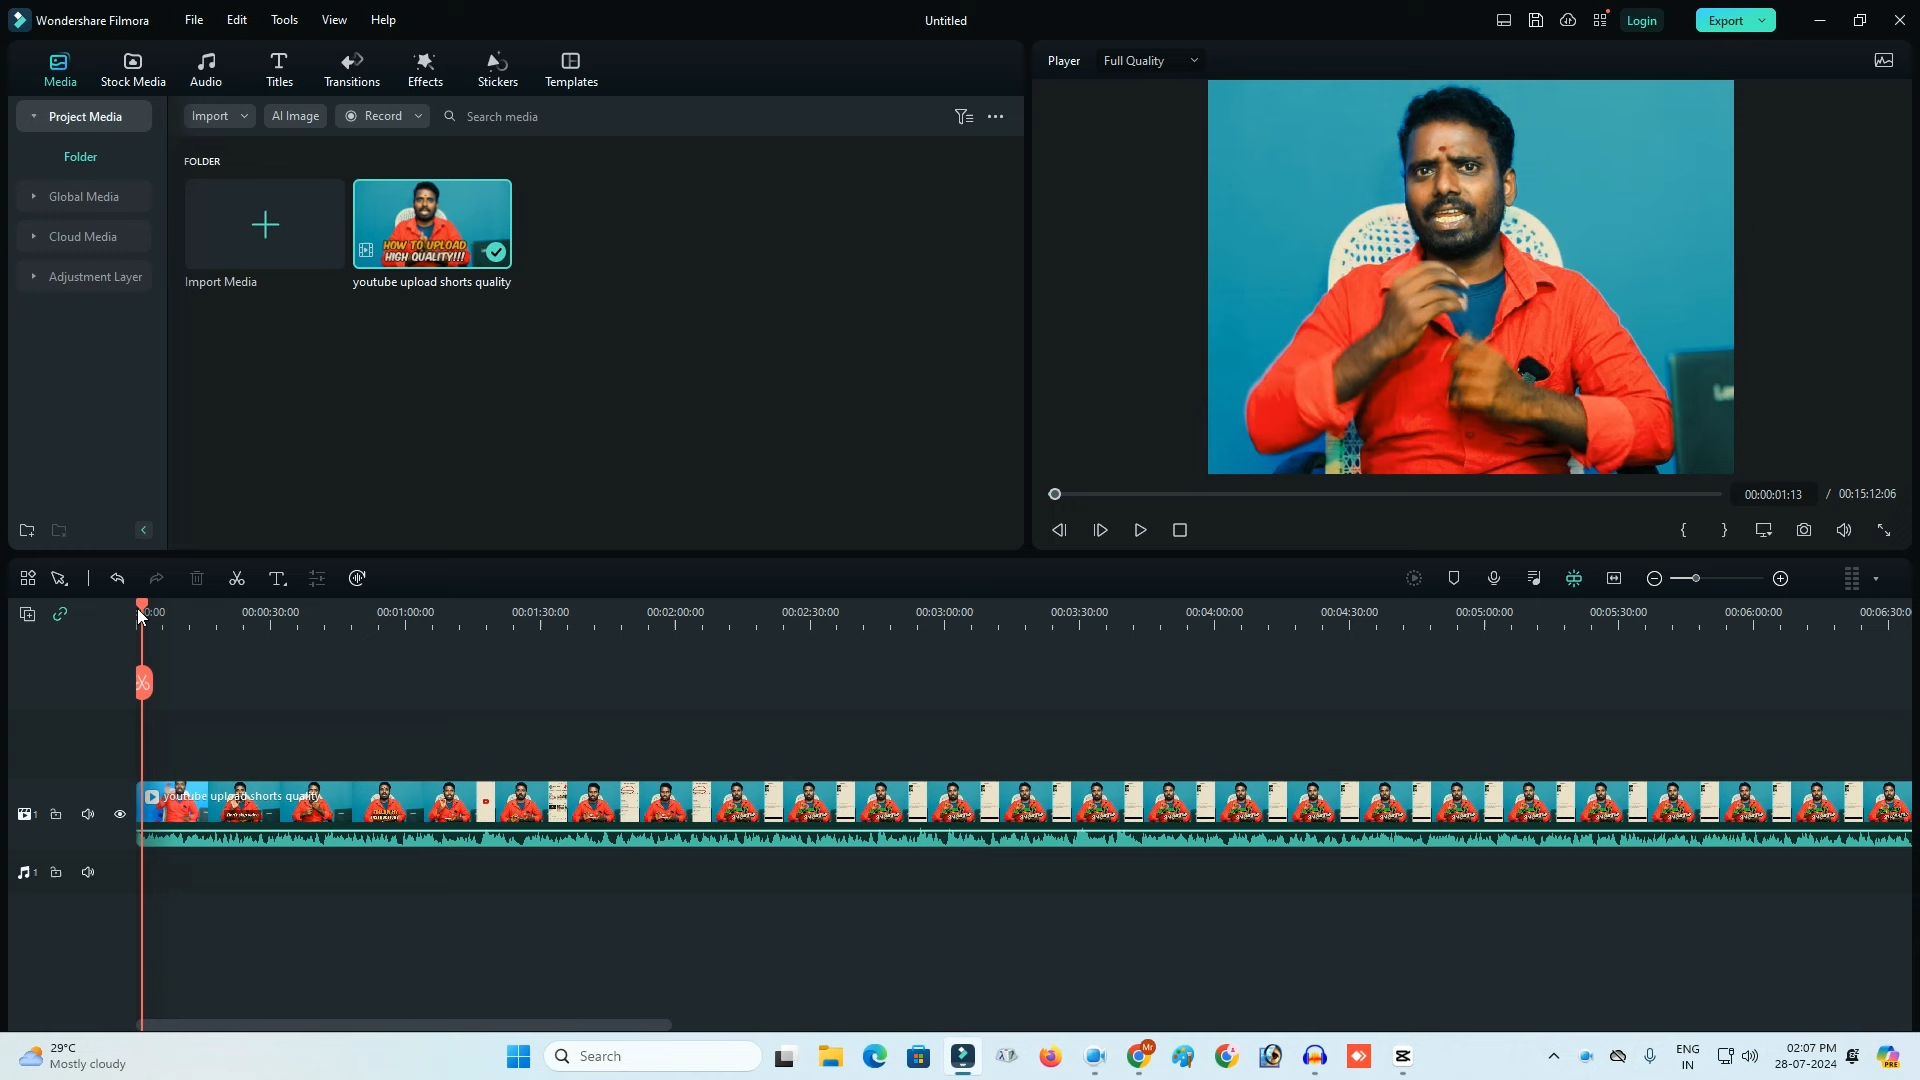 Wondershare Filmora File Edit Tools View Help Untitled Login Export
Media Stock Media Audio Titles Transitions Effects Stickers Templates
Player Full Quality
Project Media Import AI Image Record Search media
Folder
FOLDER
Global Media
Cloud Media
Adjustment Layer
HOW TO UPLOAD
HIGH QUALITY!!!
Import Media youtube upload shorts quality
00:00:01:13 / 00:15:12:06
{ }
00:00:30:00 00:01:00:00 00:01:30:00 00:02:00:00 00:02:30:00 00:03:00:00 00:03:30:00 00:04:00:00 00:04:30:00 00:05:00:00 00:05:30:00 00:06:00:00 00:06:30:0
youtube upload shorts quality
1
1
29°C
Mostly cloudy
Search
ENG
IN
02:07 PM
28-07-2024